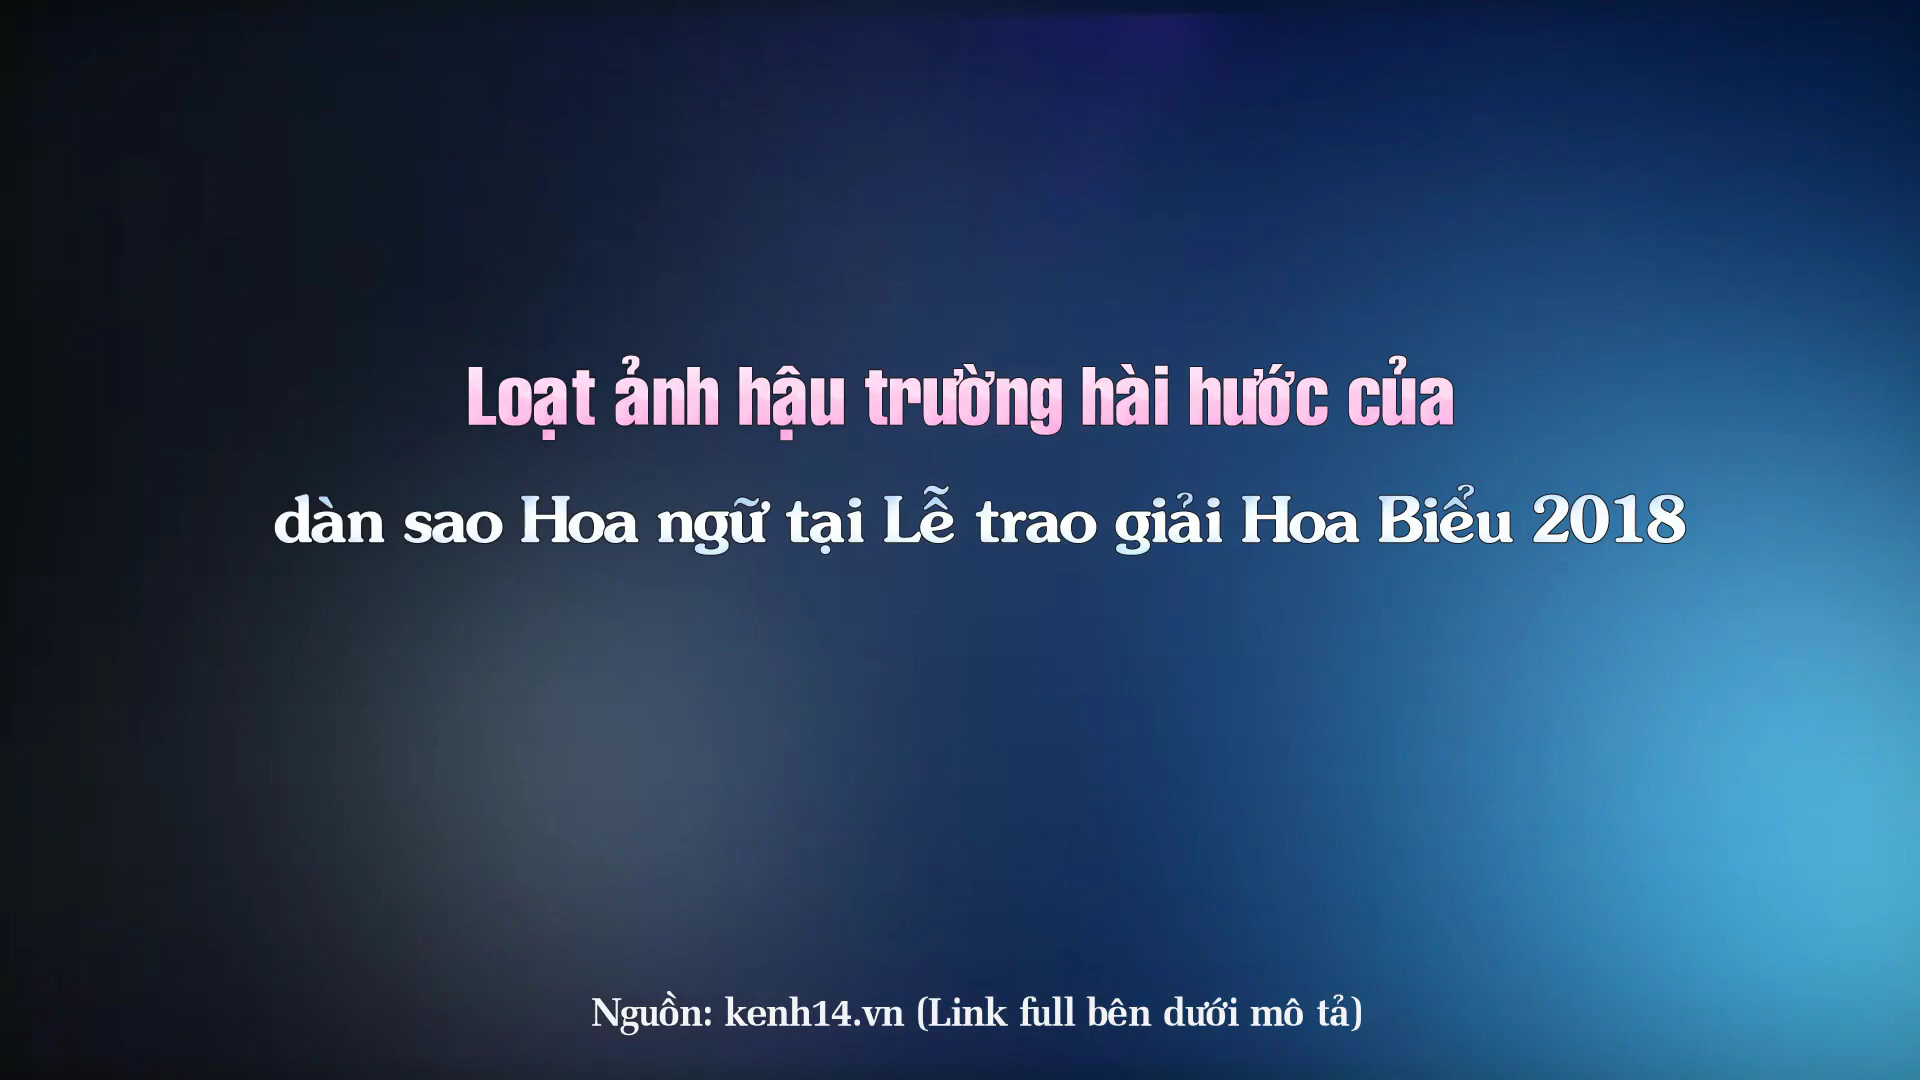 Loạt ảnh hậu trường hài hước của
dàn sao Hoa ngữ tại Lễ trao giải Hoa Biểu 2018
Nguồn: kenh14.vn (Link full bên dưới mô tả)